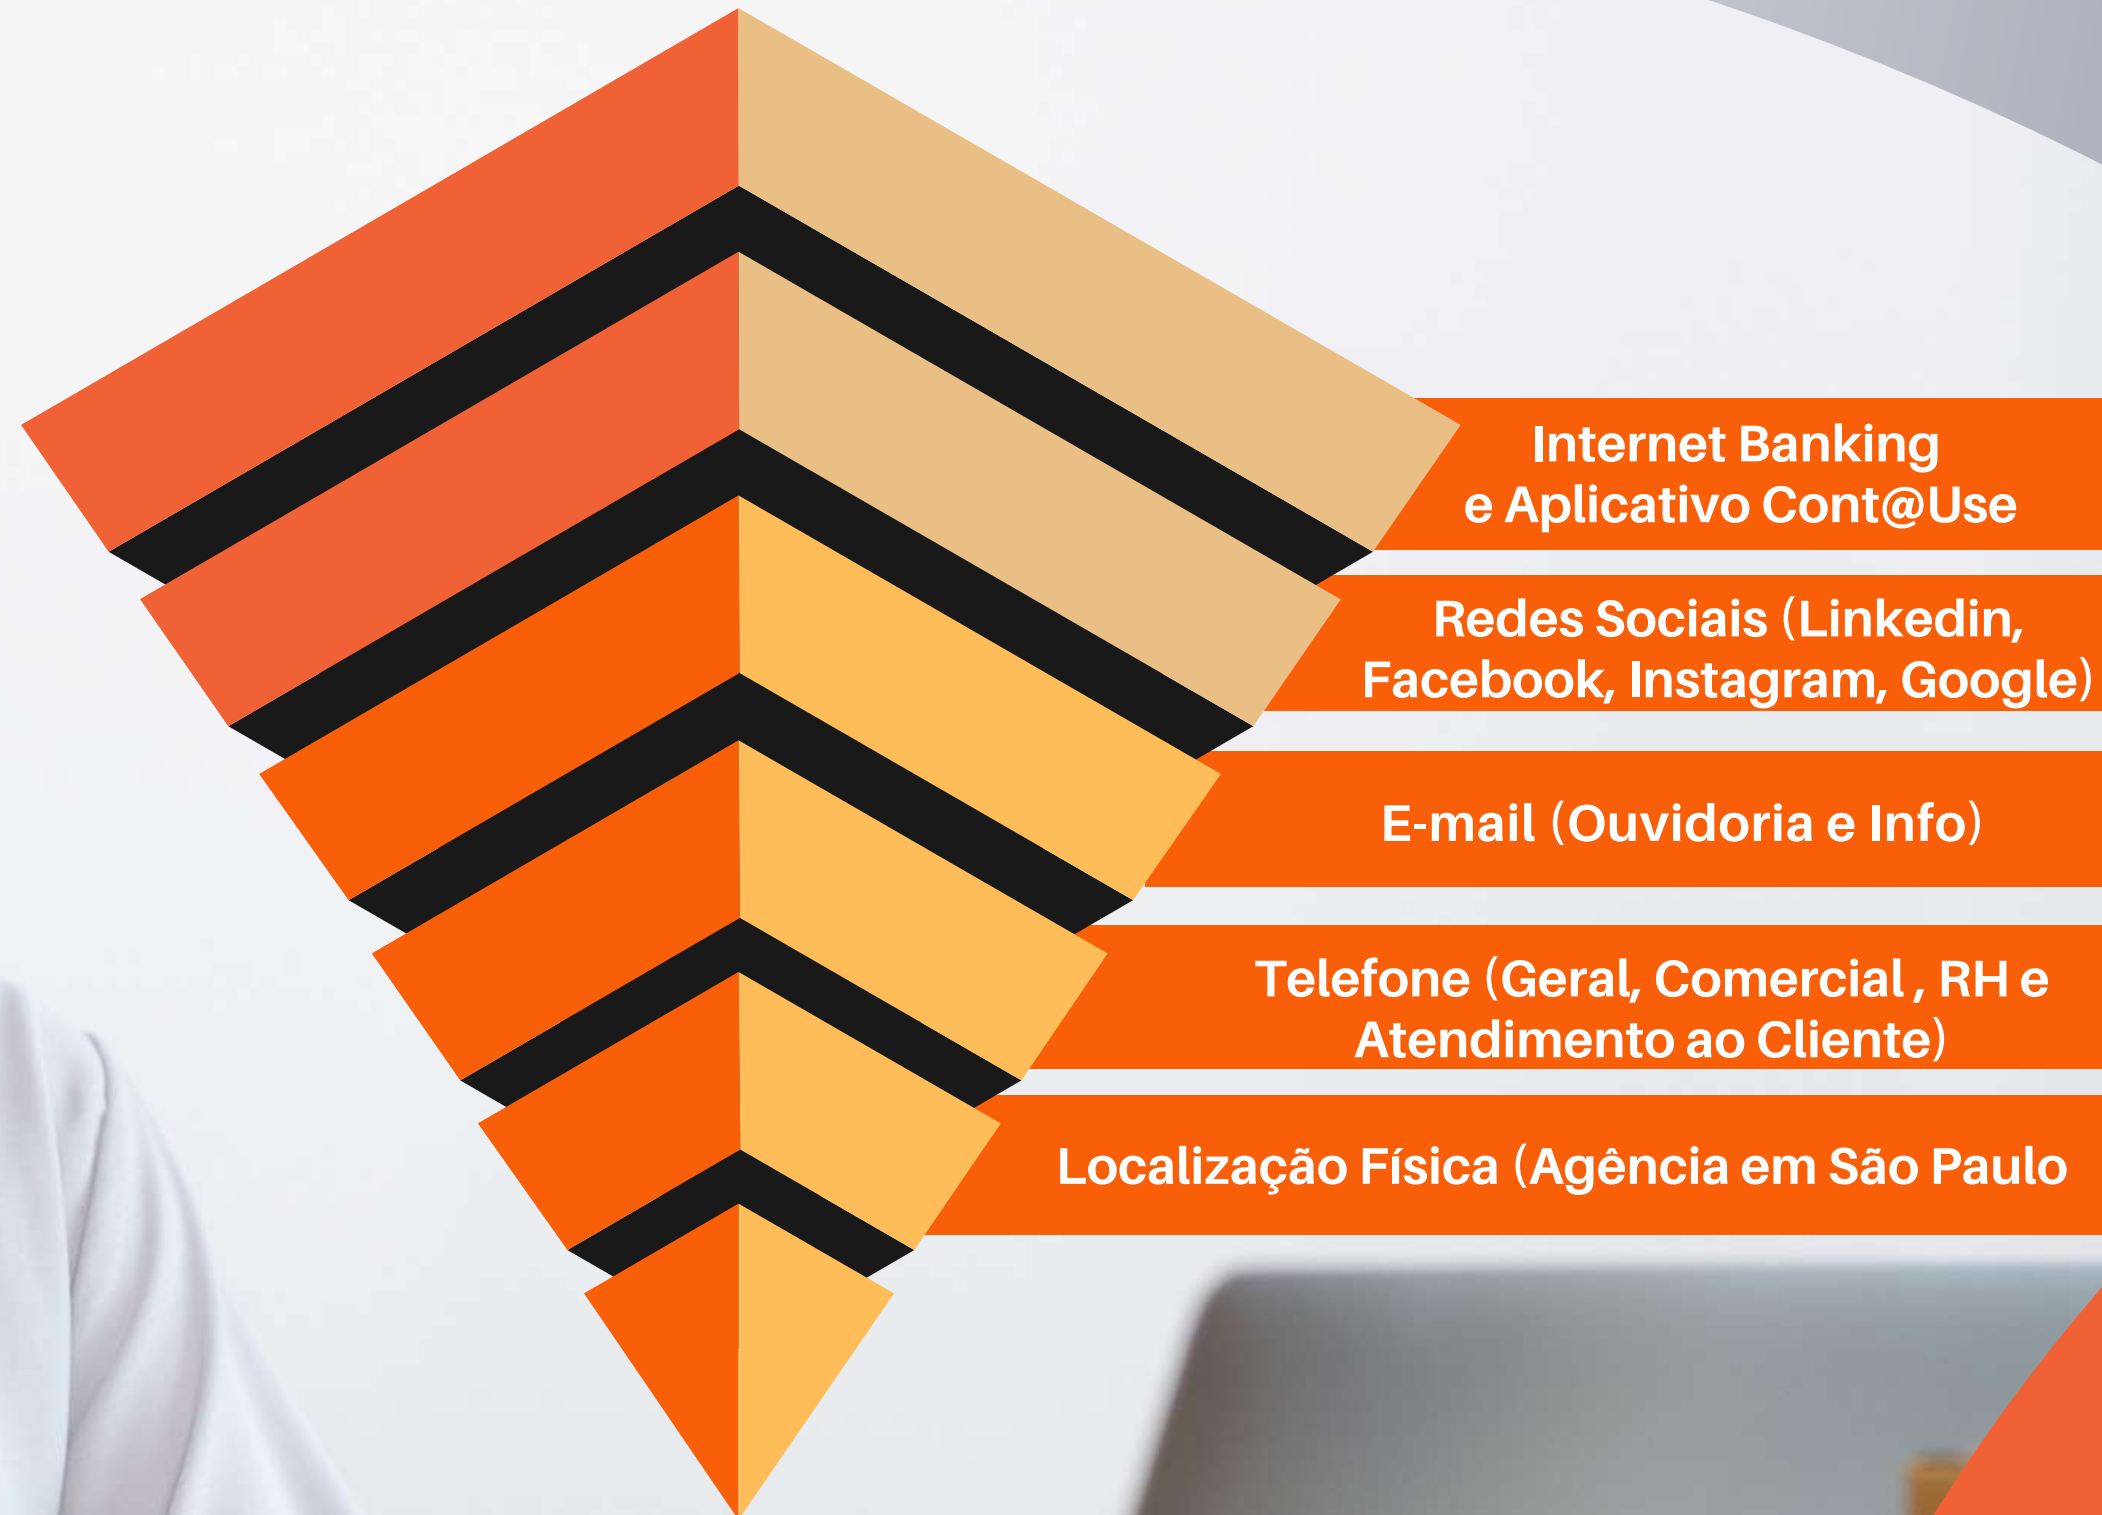 Internet Banking
e Aplicativo Cont@Use
Redes Sociais (Linkedin,
Facebook, Instagram, Google)
E-mail (Ouvidoria e Info)
Telefone (Geral, Comercial , RH e
Atendimento ao Cliente)
Localização Física (Agência em São Paulo